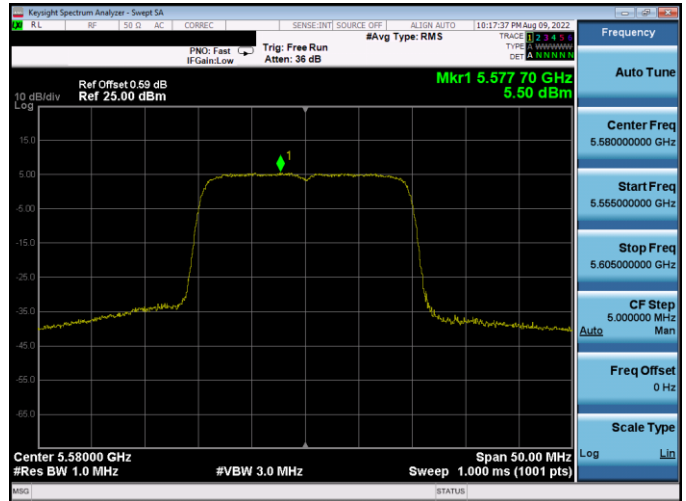 Keysight Spectrum Analyzer - Swept SA
RL RF 50 Ω AC CORREC SENSE:INT SOURCE OFF ALIGN AUTO 10:17:37 PM Aug 09, 2022
PNO: Fast
IFGain:Low
Trig: Free Run
Atten: 36 dB
#Avg Type: RMS
TRACE 1 2 3 4 5 6
TYPE A WWWWW
DET A N N N N N
Mkr1 5.577 70 GHz
5.50 dBm
Ref Offset 0.59 dB
10 dB/div Ref 25.00 dBm
Log
15.0
5.00
-5.00
-15.0
-25.0
-35.0
-45.0
-55.0
-65.0
1
Center 5.58000 GHz Span 50.00 MHz
#Res BW 1.0 MHz #VBW 3.0 MHz Sweep 1.000 ms (1001 pts)
MSG STATUS
Frequency
Auto Tune
Center Freq
5.580000000 GHz
Start Freq
5.555000000 GHz
Stop Freq
5.605000000 GHz
CF Step
5.000000 MHz
Auto Man
Freq Offset
0 Hz
Scale Type
Log Lin